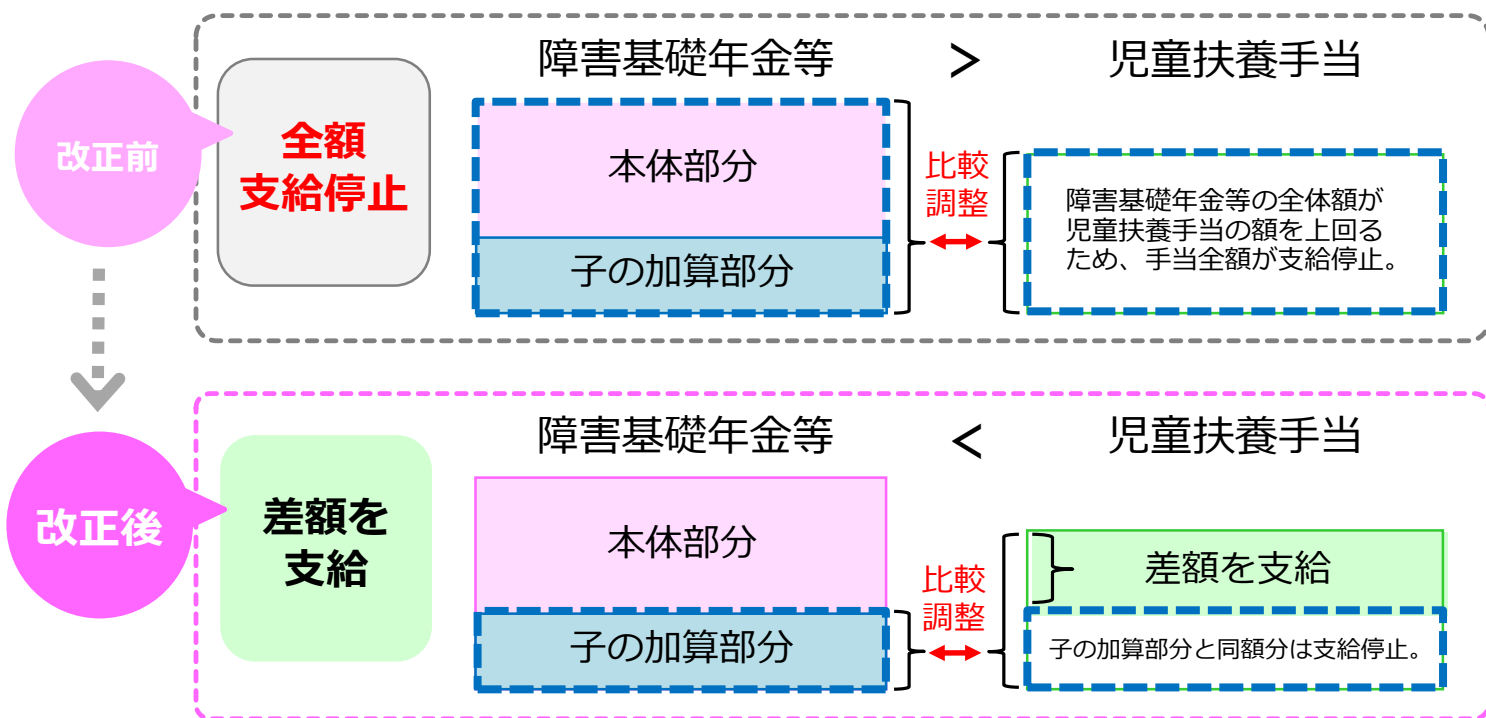 障害基礎年金等 > 児童扶養手当
改正前
全額
支給停止
本体部分
子の加算部分
比較
調整
障害基礎年金等の全体額が
児童扶養手当の額を上回る
ため、手当全額が支給停止。
障害基礎年金等 < 児童扶養手当
改正後
差額を
支給
本体部分
子の加算部分
比較
調整
差額を支給
子の加算部分と同額分は支給停止。